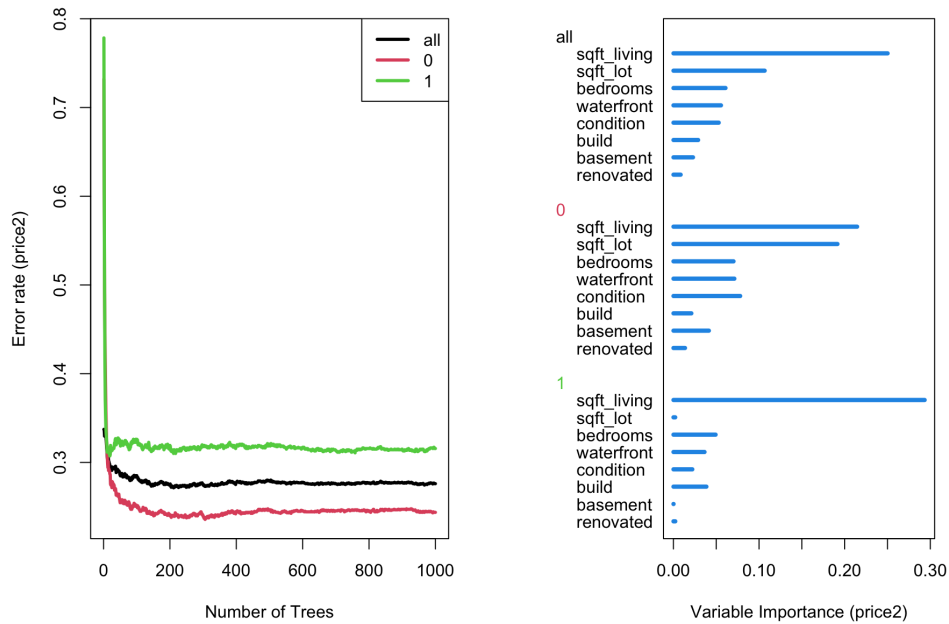 0.8
0.7
0.6
0.5
0.4
0.3
Error rate (price2)
0 200 400 600 800 1000
Number of Trees
all
0
1
all
sqft_living
sqft_lot
bedrooms
waterfront
condition
build
basement
renovated
0
sqft_living
sqft_lot
bedrooms
waterfront
condition
build
basement
renovated
1
sqft_living
sqft_lot
bedrooms
waterfront
condition
build
basement
renovated
0.00 0.10 0.20 0.30
Variable Importance (price2)